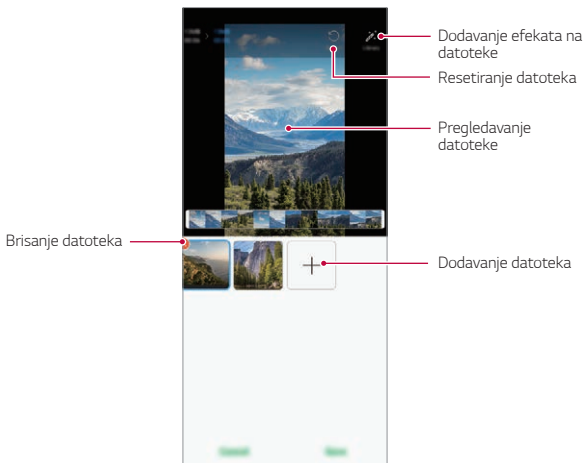 Dodavanje efekata na
datoteke
Resetiranje datoteka
Pregledavanje
datoteke
Brisanje datoteka
Dodavanje datoteka